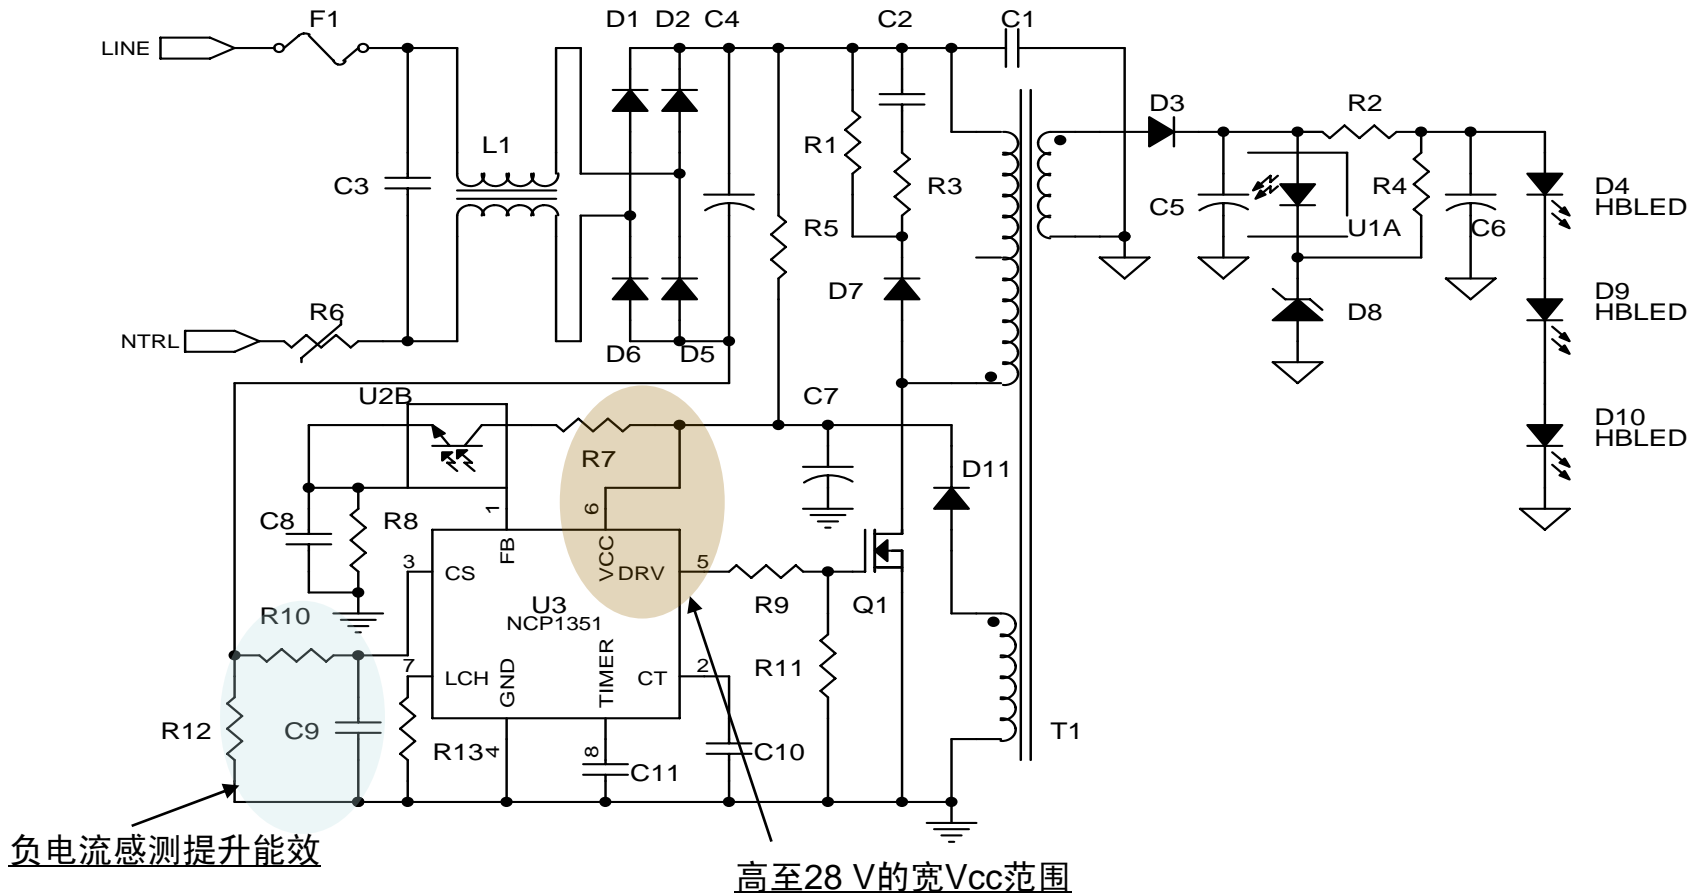 F1 D1 D2 C4 C2 C1
LINE
D3 R2
L1 R1
C3 R3 R4 D4
HBLED
C5 U1A C6
R5
D7 D9
HBLED
R6 D8
NTRL
D6 D5
U2B C7 D10
HBLED
R7 D11
C8 R8 1 6
3 CS FB VCC DRV 5
R10 U3 R9 Q1
NCP1351
7 LCH GND TIMER CT 2 R11
R12 C9 R13 4 8 C11 C10 T1
负电流感测提升能效
高至28 V的宽Vcc范围